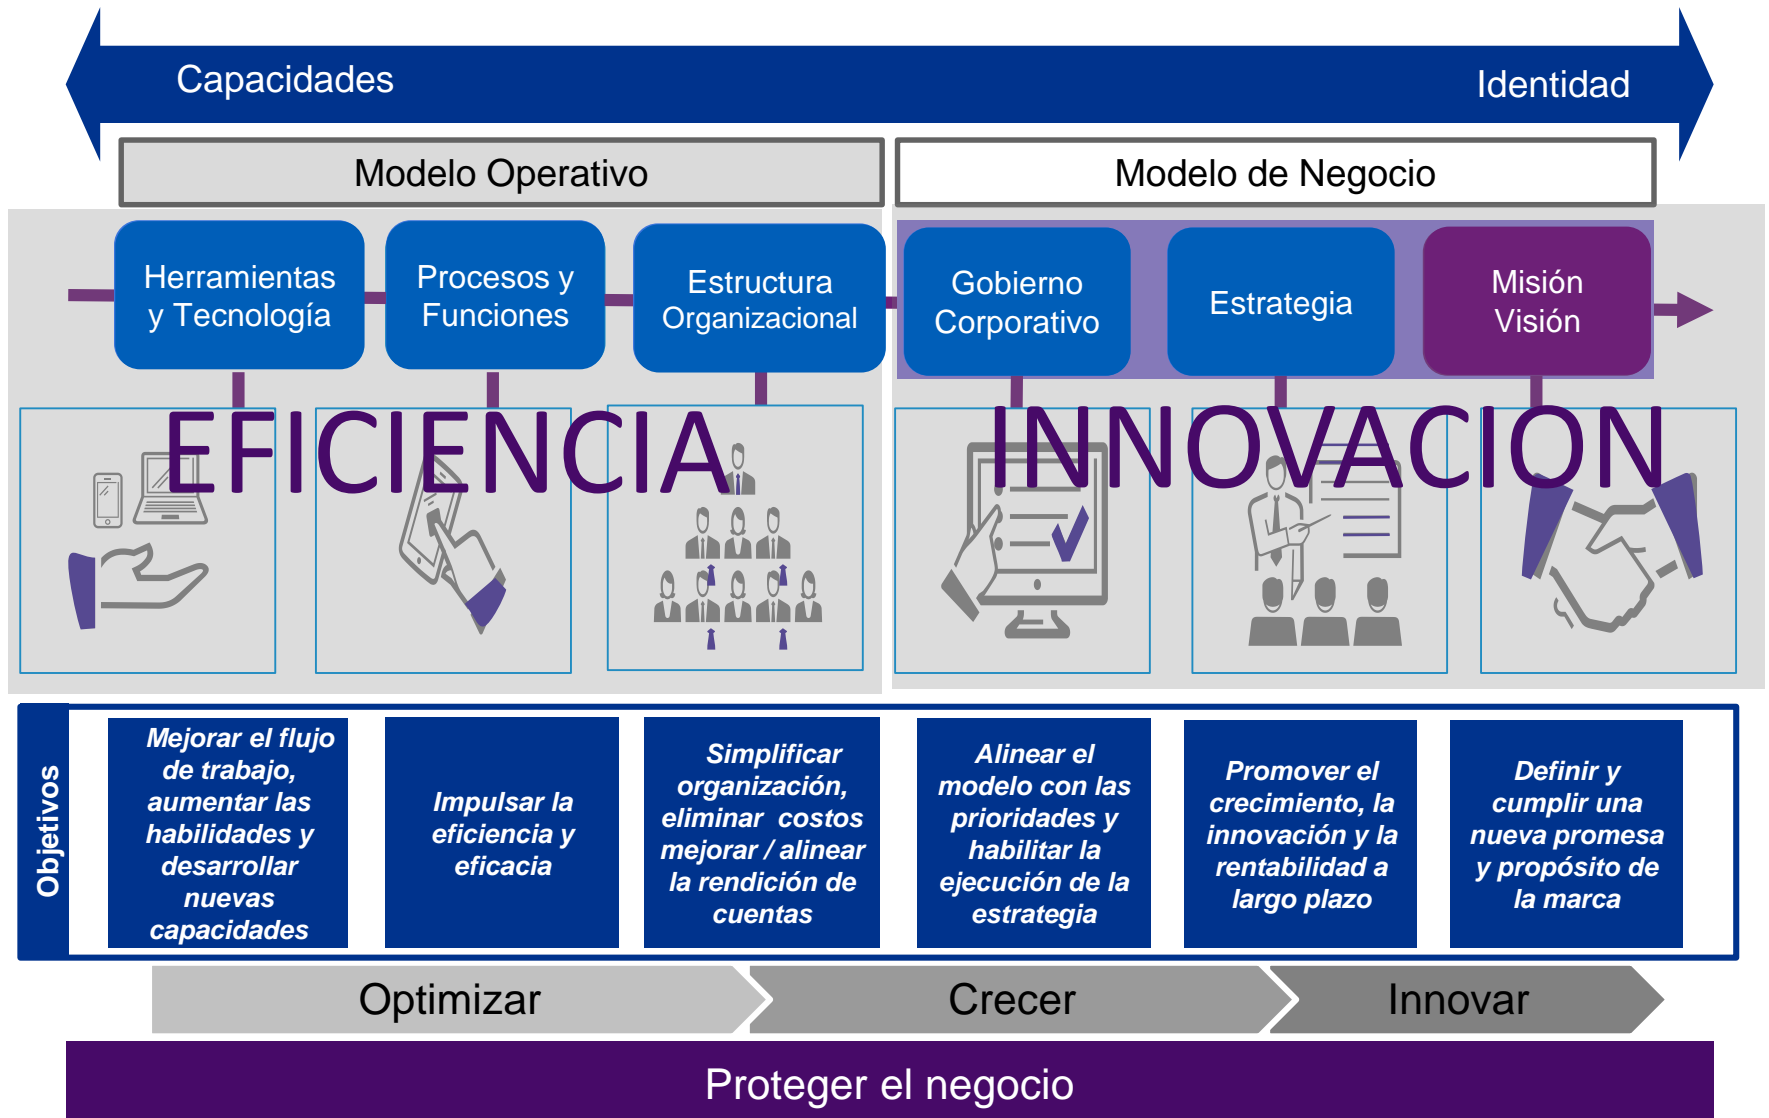 Capacidades
Identidad
Modelo Operativo
Modelo de Negocio
Herramientas
y Tecnología
Procesos y
Funciones
Estructura
Organizacional
Gobierno
Corporativo
Estrategia
Misión
Visión
EFICIENCIA
INNOVACION
Objetivos
Mejorar el flujo
de trabajo,
aumentar las
habilidades y
desarrollar
nuevas
capacidades
Impulsar la
eficiencia y
eficacia
Simplificar
organización,
eliminar costos
mejorar / alinear
la rendición de
cuentas
Alinear el
modelo con las
prioridades y
habilitar la
ejecución de la
estrategia
Promover el
crecimiento, la
innovación y la
rentabilidad a
largo plazo
Definir y
cumplir una
nueva promesa
y propósito de
la marca
Optimizar
Crecer
Innovar
Proteger el negocio